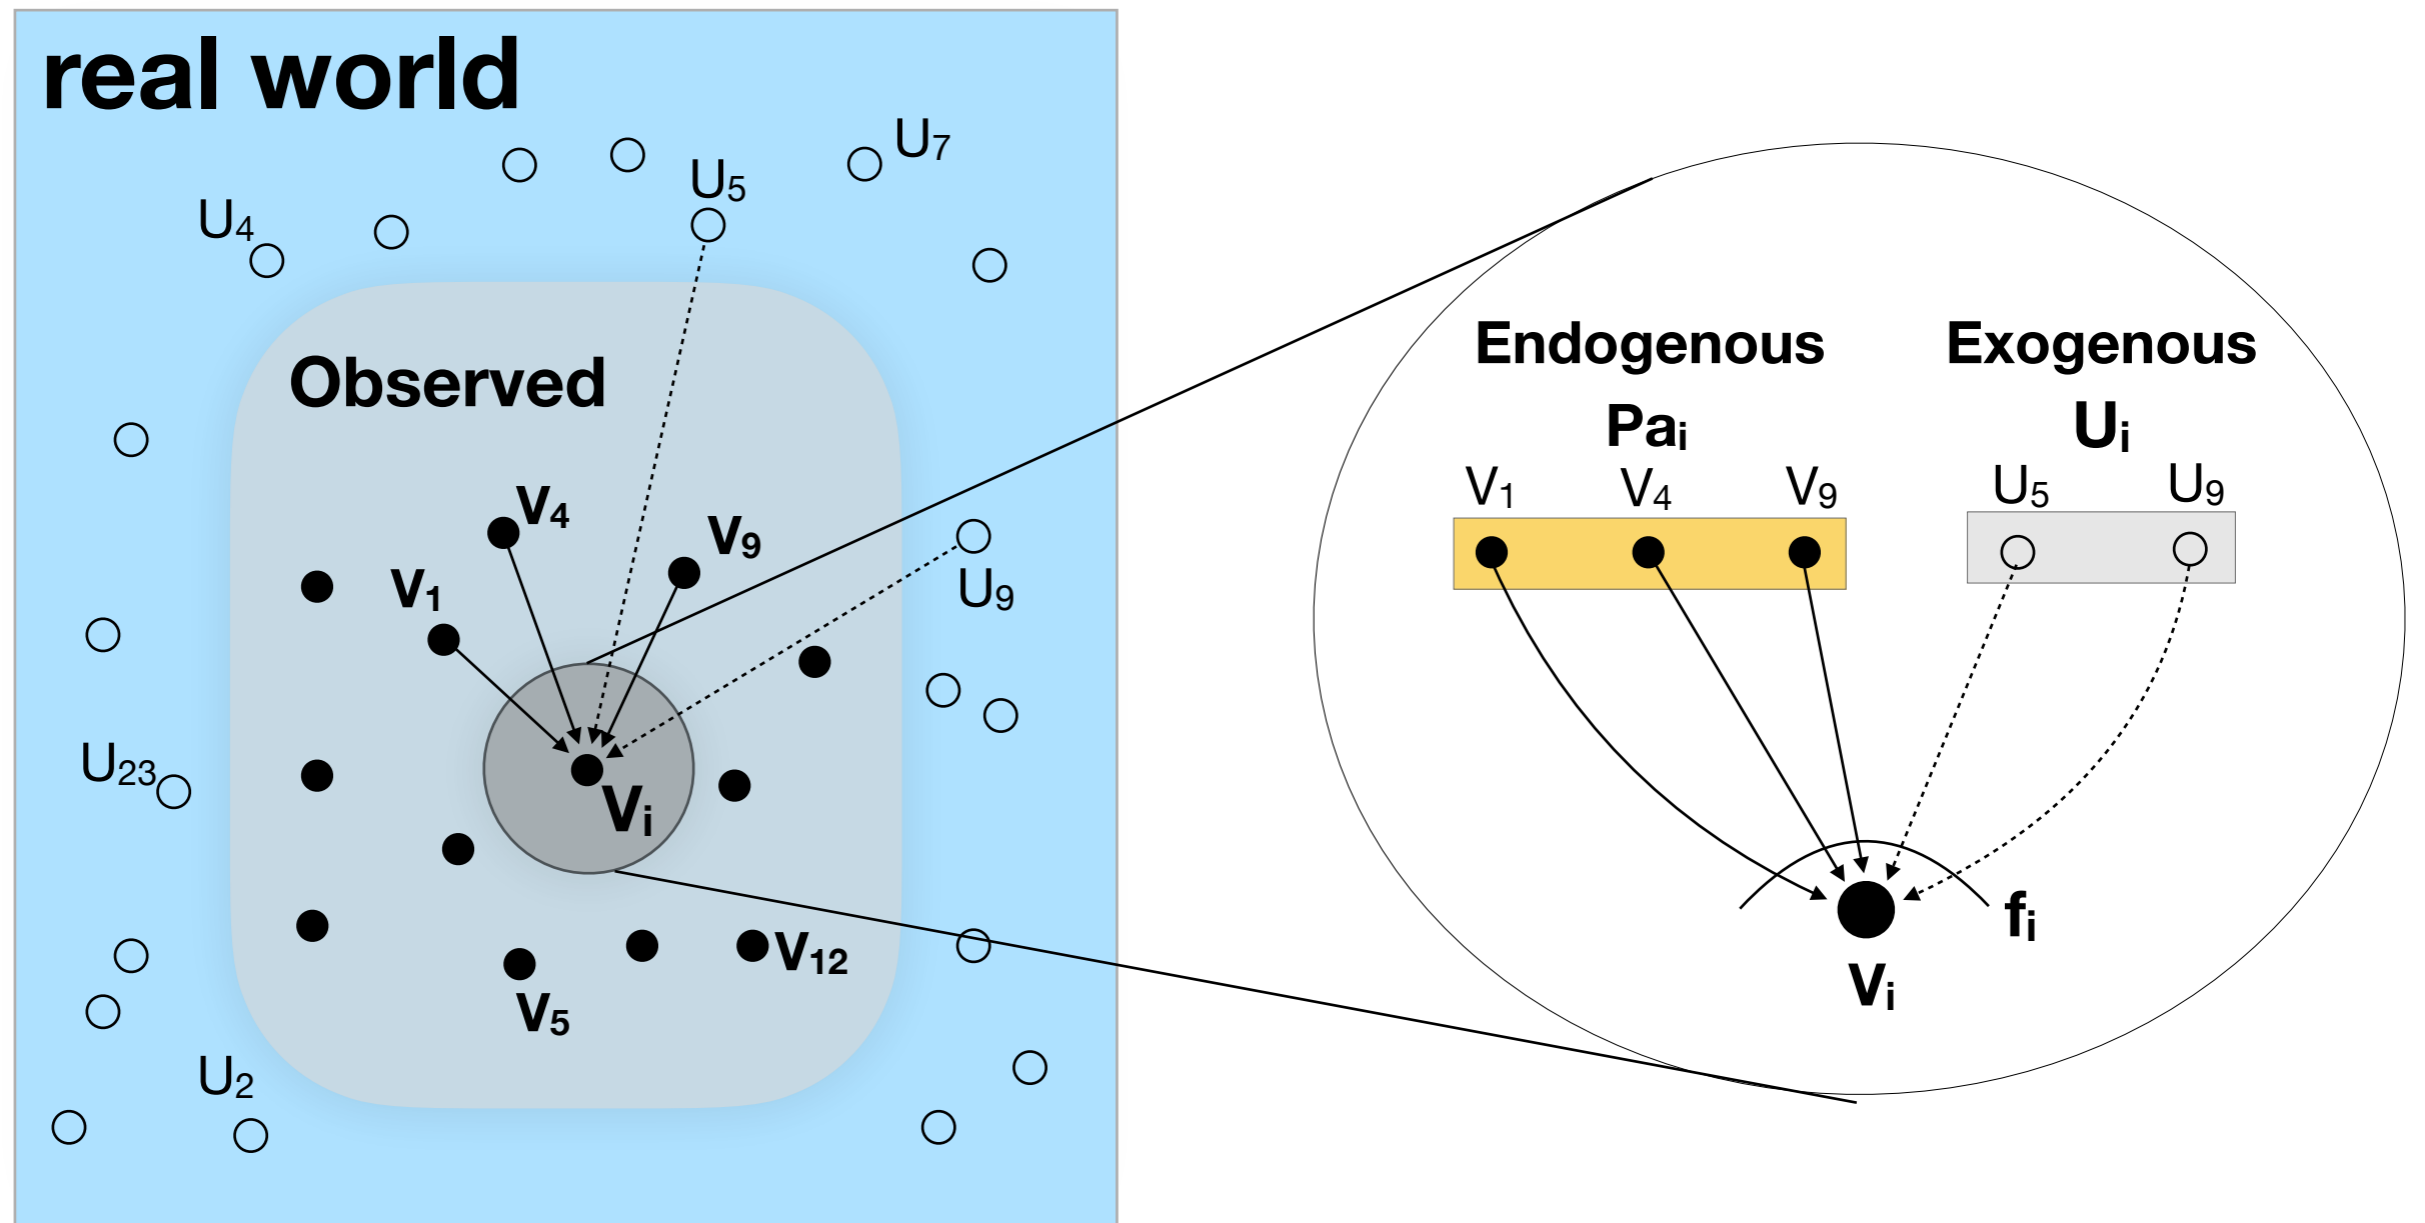 real world
U7
U5
U4
Observed
V4
V9
V1
U9
U23
Vi
V12
V5
U2
Endogenous
Exogenous
Pai
Ui
V1
V4
V9
U5
U9
fi
Vi